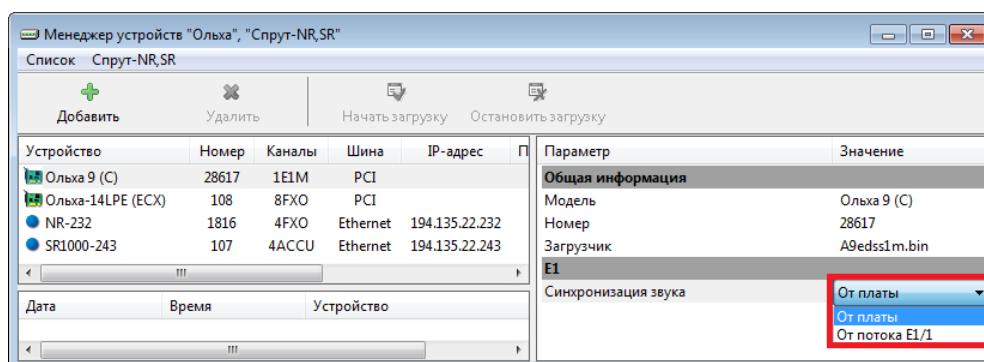 Менеджер устройств "Ольха", "Спрут-NR,SR"
Список Спрут-NR,SR
Добавить Удалить Начать загрузку Остановить загрузку
Устройство Номер Каналы Шина IP-адрес П
Ольха 9 (C) 28617 1E1M PCI
Ольха-14LPE (ECX) 108 8FXO PCI
NR-232 1816 4FXO Ethernet 194.135.22.232
SR1000-243 107 4ACCU Ethernet 194.135.22.243
Дата Время Устройство
Параметр Значение
Общая информация
Модель Ольха 9 (C)
Номер 28617
Загрузчик A9edss1m.bin
E1
Синхронизация звука От платы
От платы
От потока E1/1